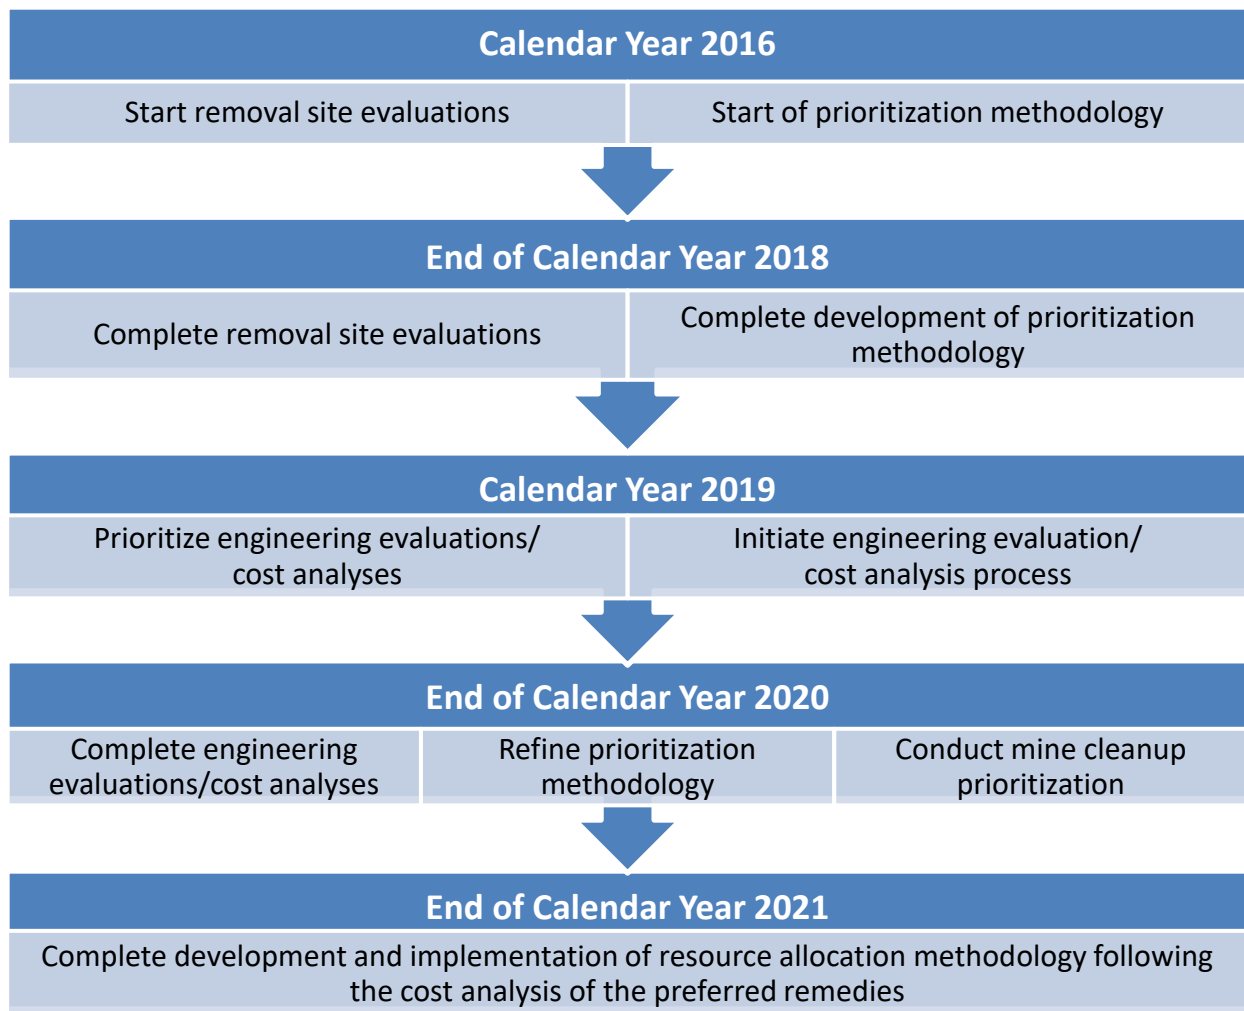 Calendar Year 2016
Start removal site evaluations
Start of prioritization methodology
End of Calendar Year 2018
Complete removal site evaluations
Complete development of prioritization
methodology
Calendar Year 2019
Prioritize engineering evaluations/
cost analyses
Initiate engineering evaluation/
cost analysis process
End of Calendar Year 2020
Complete engineering
evaluations/cost analyses
Refine prioritization
methodology
Conduct mine cleanup
prioritization
End of Calendar Year 2021
Complete development and implementation of resource allocation methodology following
the cost analysis of the preferred remedies